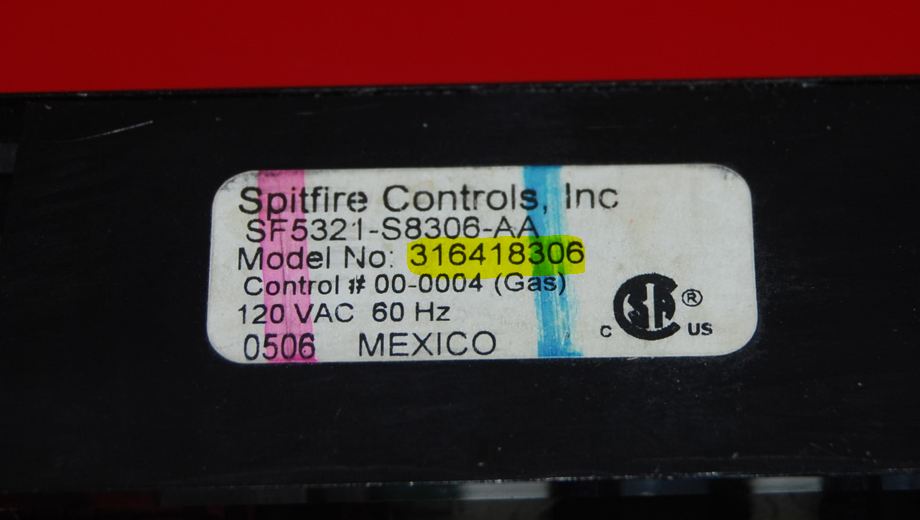 Spitfire Controls, Inc
SF5321-S8306-AA
Model No: 316418306
Control # 00-0004 (Gas)
120 VAC 60 Hz
0506 MEXICO
C SA ® US